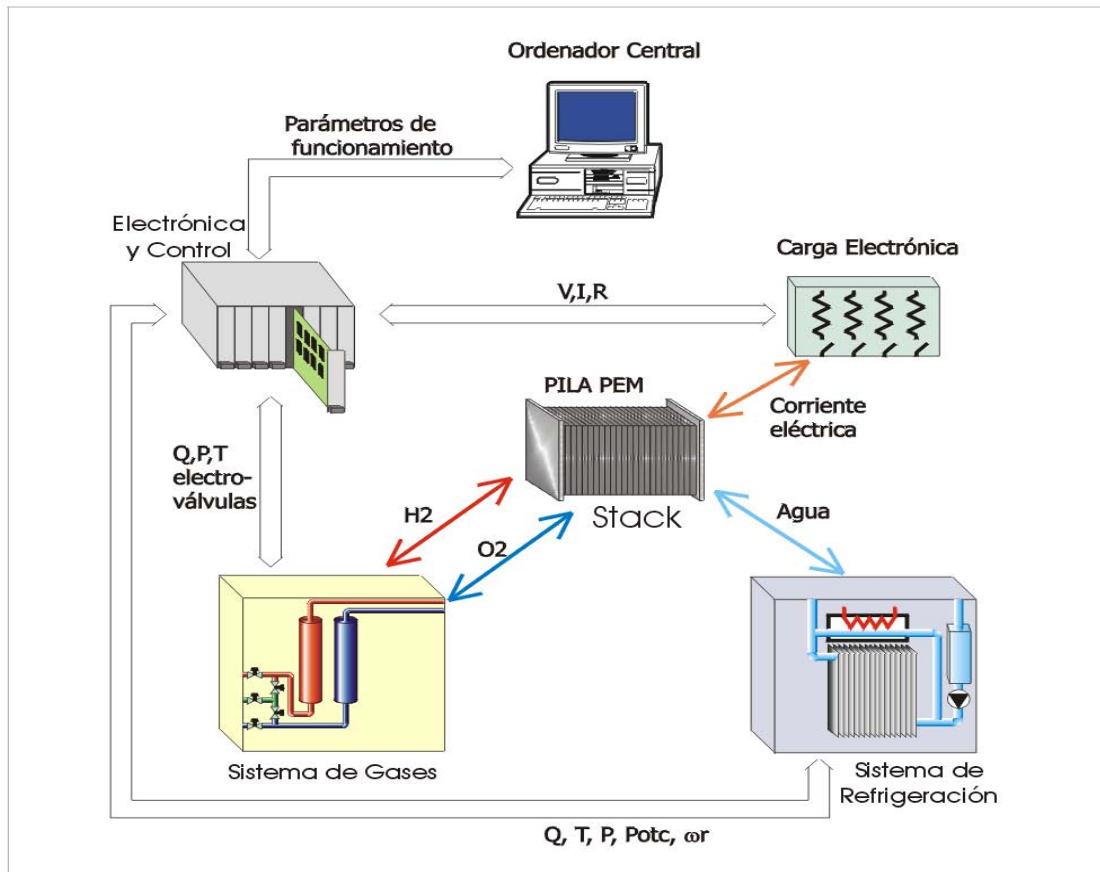 Ordenador Central
Parámetros de
funcionamiento
Electrónica
y Control
Carga Electrónica
V,I,R
PILA PEM
Corriente
eléctrica
Q,P,T
electro-
válvulas
H2
O2
Stack
Agua
Sistema de Gases
Sistema de
Refrigeración
Q, T, P, Potc, ωr